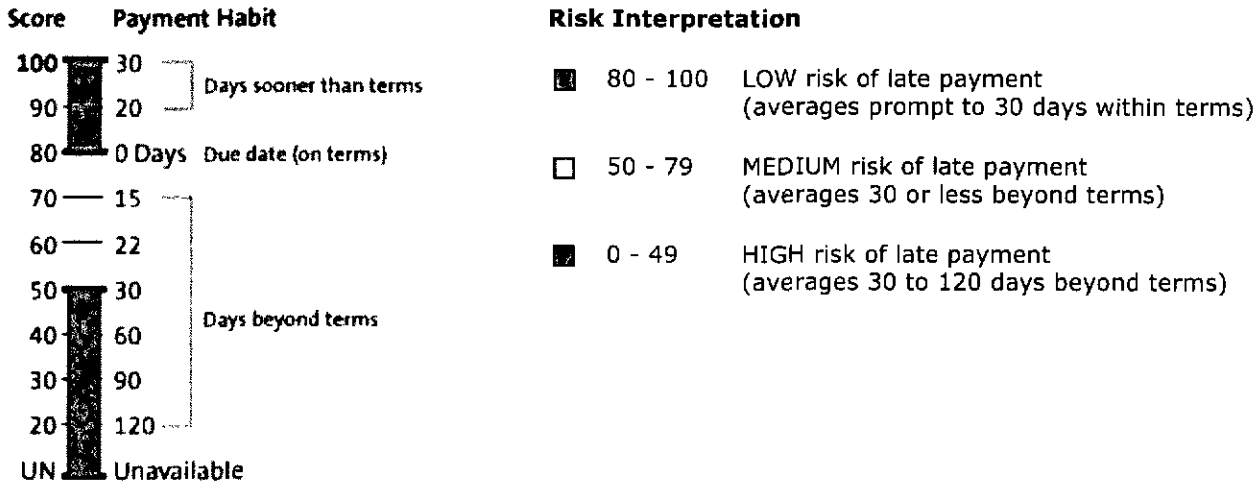 Score Payment Habit
100 30
90 20
Days sooner than terms
80 0 Days Due date (on terms)
70 15
60 22
50 30
40 60
30 90
20 120
Days beyond terms
UN Unavailable
Risk Interpretation
80 - 100 LOW risk of late payment
(averages prompt to 30 days within terms)
50 - 79 MEDIUM risk of late payment
(averages 30 or less beyond terms)
0 - 49 HIGH risk of late payment
(averages 30 to 120 days beyond terms)